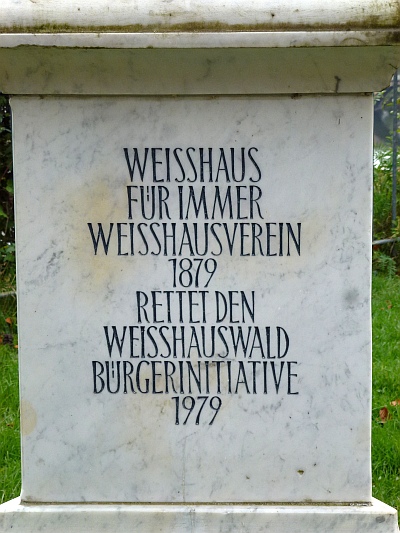 WEISSHAUS
FÜR IMMER
WEISSHAUSVEREIN
1879
RETTET DEN
WEISSHAUSWALD
BÜRGERINITIATIVE
1979